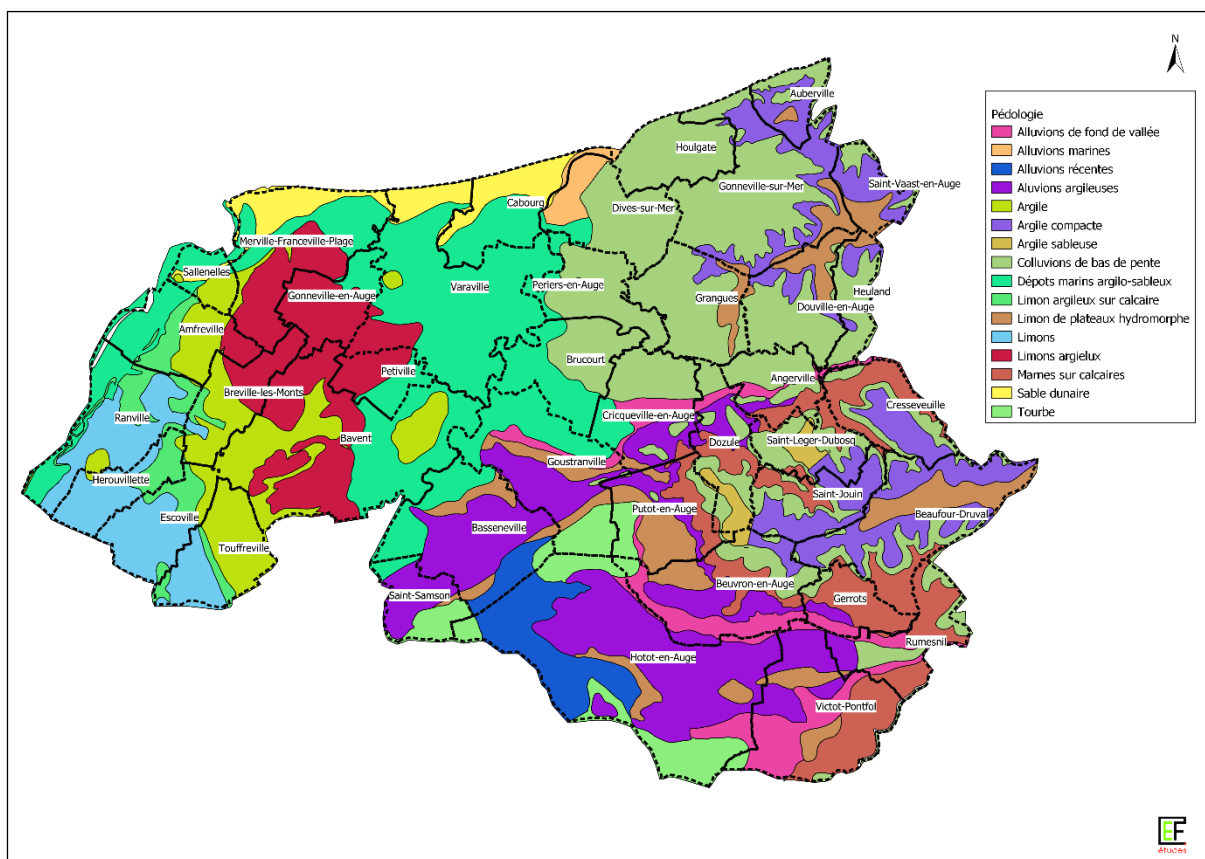 N
Pédologie
Alluvions de fond de vallée
Alluvions marines
Alluvions récentes
Aluvions argileuses
Argile
Argile compacte
Argile sableuse
Colluvions de bas de pente
Dépots marins argilo-sableux
Limon argileux sur calcaire
Limon de plateaux hydromorphe
Limons
Limons argielux
Marnes sur calcaires
Sable dunaire
Tourbe
Auberville
Houlgate
Gonneville-sur-Mer
Saint-Vaast-en-Auge
Cabourg
Dives-sur-Mer
Merville-Franceville-Plage
Sallenelles
Gonneville-en-Auge
Varaville
Periers-en-Auge
Grangues
Heuland
Douville-en-Auge
Amfreville
Brucourt
Petiville
Angerville
Breville-les-Monts
Cresseveuille
Ranville
Cricqueville-en-Auge
Bavent
Dozule
Saint-Leger-Dubosq
Goustranville
Herouvillette
Saint-Jouin
Escoville
Putot-en-Auge
Beaufour-Druval
Basseneville
Touffreville
Beuvron-en-Auge
Saint-Samson
Gerrots
Rumesnil
Hotot-en-Auge
Victot-Pontfol
CEF
études